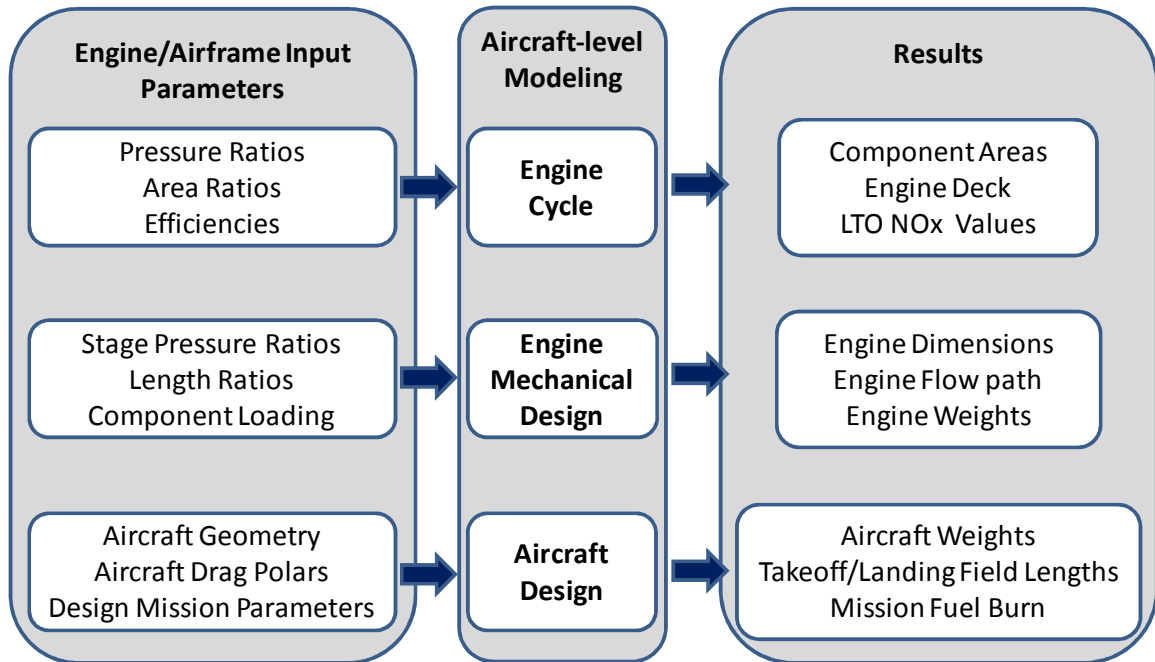 Engine/Airframe Input
Parameters
Pressure Ratios
Area Ratios
Efficiencies
Stage Pressure Ratios
Length Ratios
Component Loading
Aircraft Geometry
Aircraft Drag Polars
Design Mission Parameters
Aircraft-level
Modeling
Engine
Cycle
Engine
Mechanical
Design
Aircraft
Design
Results
Component Areas
Engine Deck
LTO NOx Values
Engine Dimensions
Engine Flow path
Engine Weights
Aircraft Weights
Takeoff/Landing Field Lengths
Mission Fuel Burn